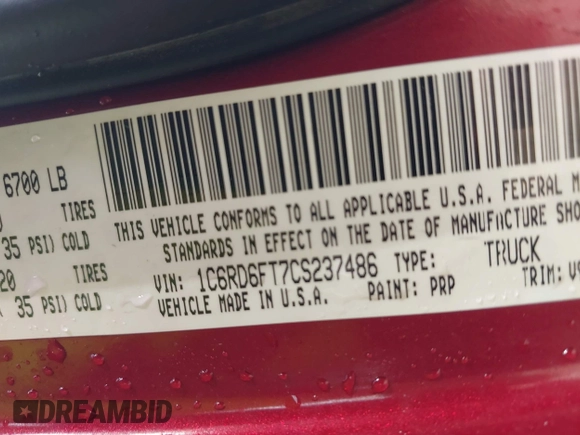 6700 LB
TIRES
35 PSI) COLD
THIS VEHICLE CONFORMS TO ALL APPLICABLE U.S.A. FEDERAL
STANDARDS IN EFFECT ON THE DATE OF MANUFACTURE
20 TIRES
VIN: 1C6RD6FT7CS237486 TYPE: TRUCK
35 PSI) COLD
VEHICLE MADE IN U.S.A. PAINT: PRP TRIM:
DREAMBID